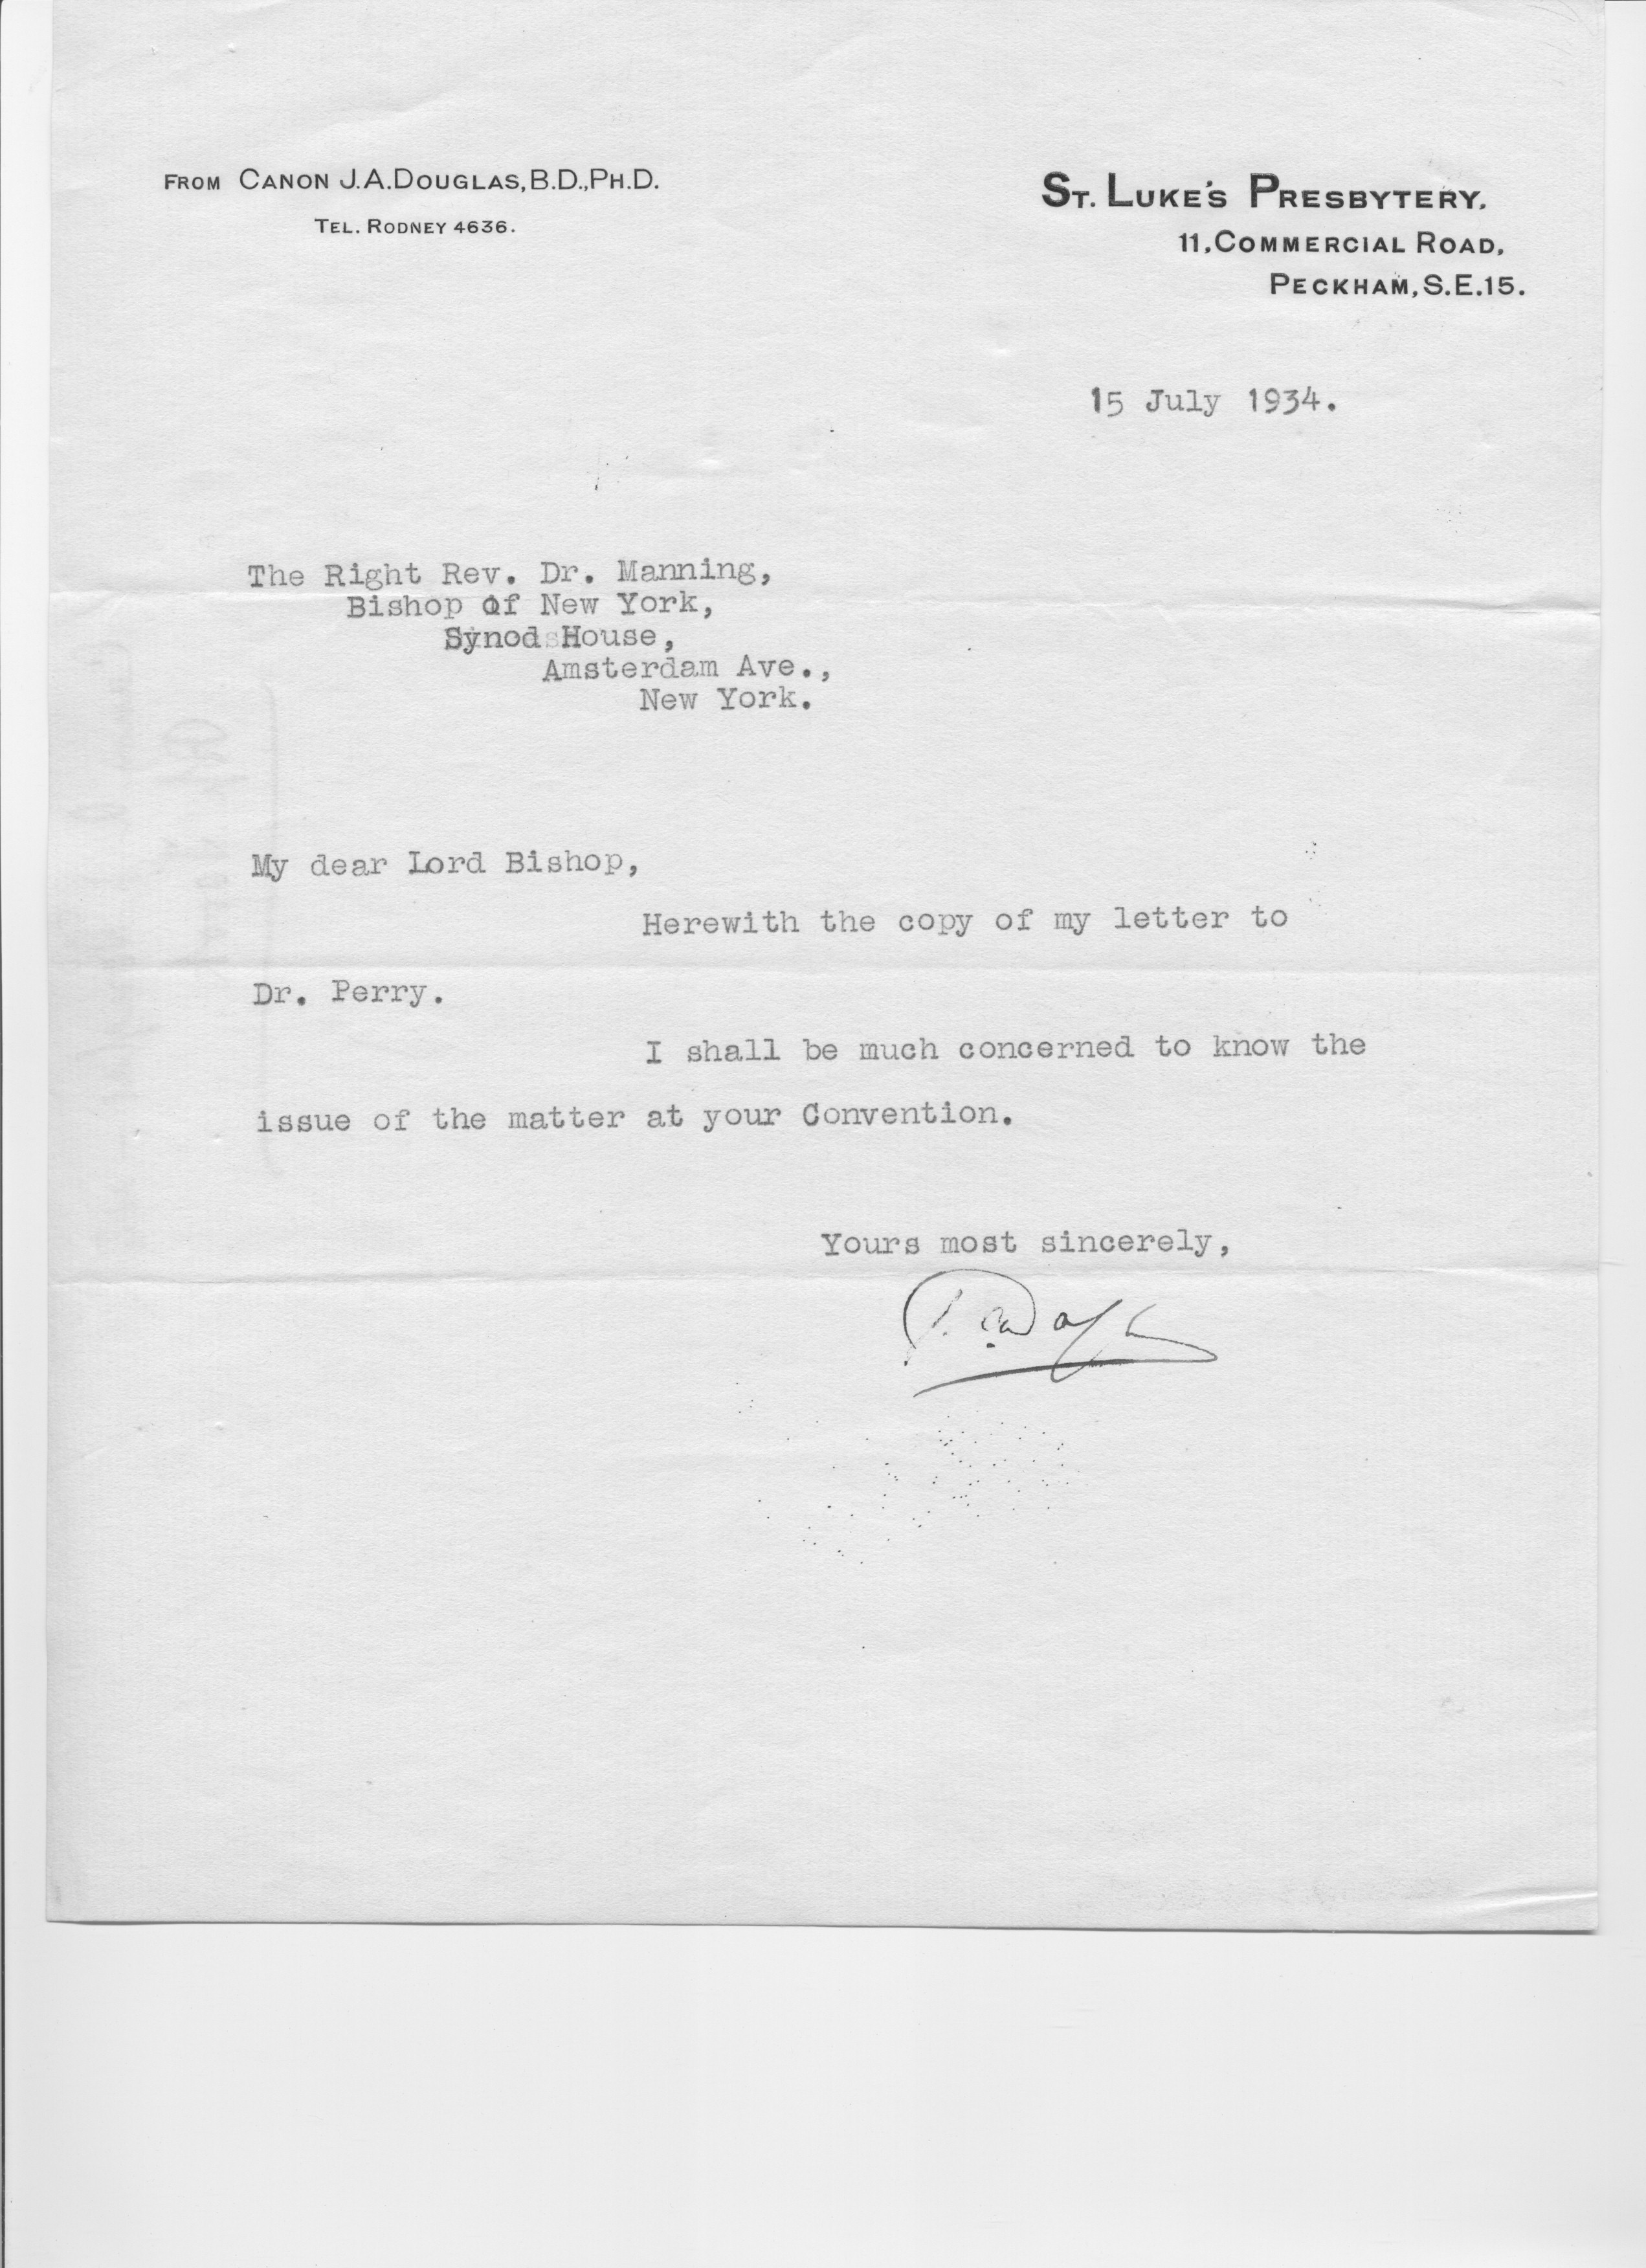 FROM CANON J.A.DOUGLAS,B.D.,PH.D.
TEL. RODNEY 4636.
ST. LUKE'S PRESBYTERY.
11,COMMERCIAL ROAD,
PECKHAM,S.E.15.
15 July 1934.
The Right Rev. Dr. Manning,
Bishop of New York,
Synod House,
Amsterdam Ave.,
New York.
My dear Lord Bishop,
Herewith the copy of my letter to
Dr. Perry.
I shall be much concerned to know the
issue of the matter at your Convention.
Yours most sincerely,